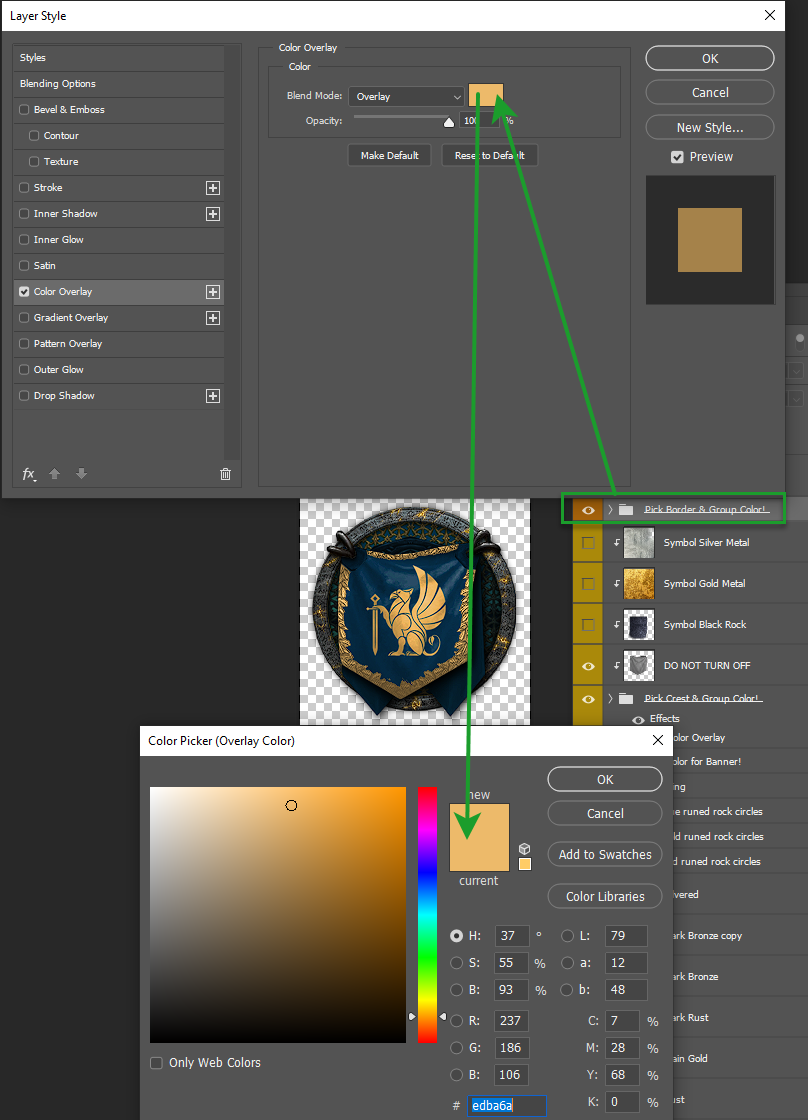 Layer Style
Styles
Blending Options
Bevel & Emboss
Contour
Texture
Stroke
Inner Shadow
Inner Glow
Satin
Color Overlay
Gradient Overlay
Pattern Overlay
Outer Glow
Drop Shadow
fx
Color Overlay
Color
Blend Mode: Overlay
Opacity: %
Make Default Reset to Default
OK
Cancel
New Style...
Preview
Pick Border & Group Color!
Symbol Silver Metal
Symbol Gold Metal
Symbol Black Rock
DO NOT TURN OFF
Pick Crest & Group Color!
Effects
olor Overlay
olor for Banner!
ng
e runed rock circles
ld runed rock circles
d runed rock circles
vered
ark Bronze copy
ark Bronze
ark Rust
ain Gold
ust
Color Picker (Overlay Color)
new
current
OK
Cancel
Add to Swatches
Color Libraries
H: 37 ° L: 79
S: 55 % a: 12
B: 93 % b: 48
R: 237 C: 7 %
G: 186 M: 28 %
B: 106 Y: 68 %
# edba6a K: 0 %
Only Web Colors